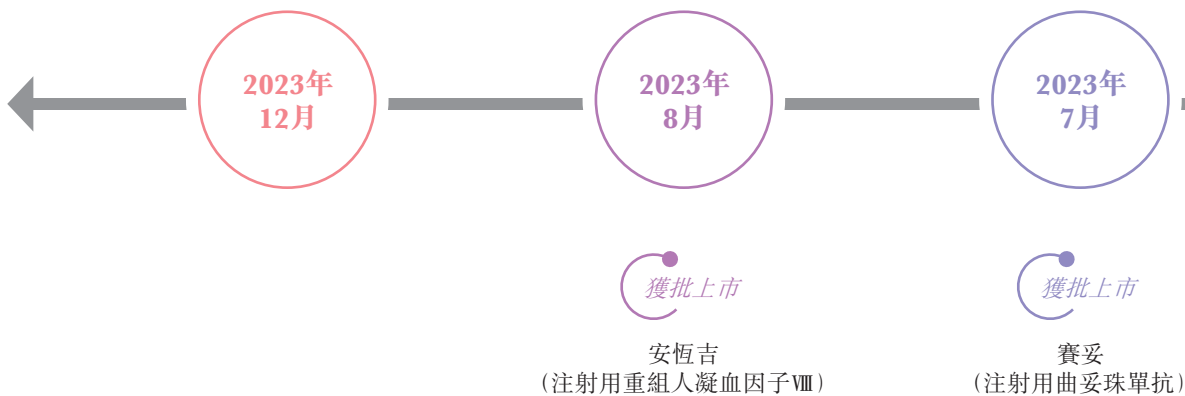 2023年
12月
2023年
8月
2023年
7月
獲批上市
獲批上市
安恆吉
(注射用重組人凝血因子Ⅷ)
賽妥
(注射用曲妥珠單抗)